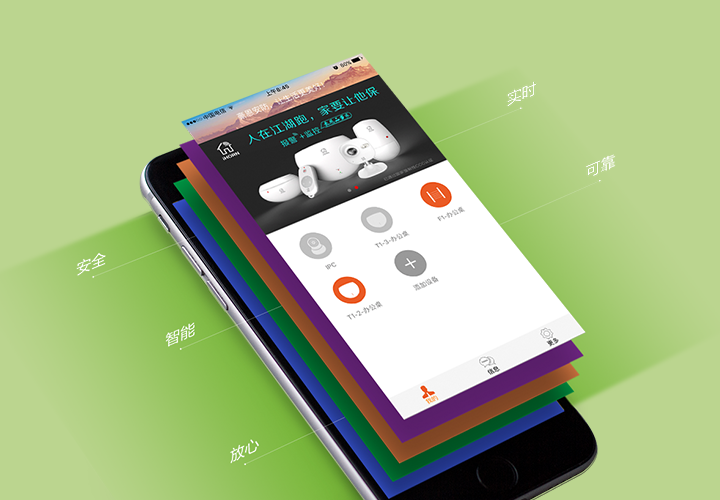 中国电信
上午8:45
60%
人在江湖跑，家要让他保
报警+监控
iHORN
IPC
T1-3-办公桌
F1-办公桌
T1-2-办公桌
添加设备
我的
信息
更多
实时
可靠
安全
智能
放心